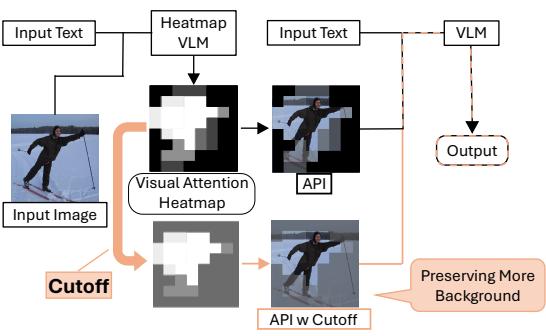 Input Text
Heatmap
VLM
Input Text
VLM
Input Image
Visual Attention
Heatmap
API
Output
Cutoff
API w Cutoff
Preserving More
Background